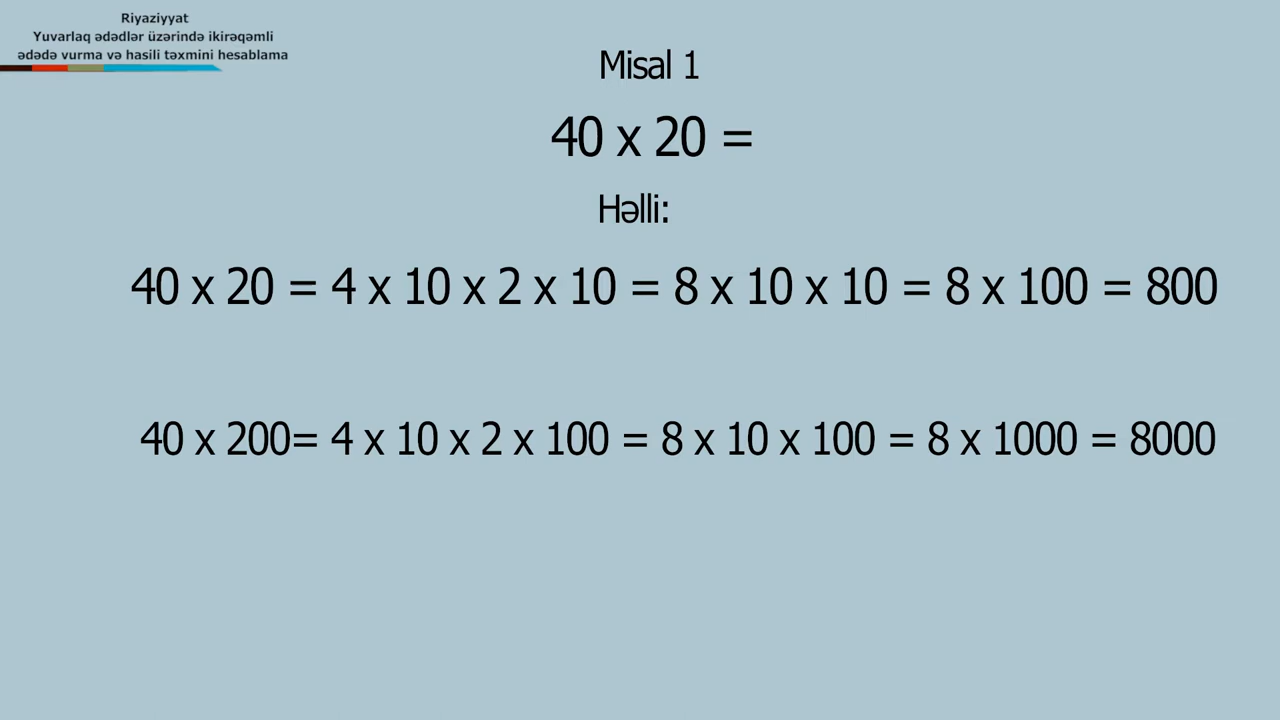 Riyaziyyat
Yuvarlaq ədədlər üzərində ikirəqəmli
ədədə vurma və hasili təxmini hesablama
Misal 1
40 x 20 =
Həlli:
40 x 20 = 4 x 10 x 2 x 10 = 8 x 10 x 10 = 8 x 100 = 800
40 x 200= 4 x 10 x 2 x 100 = 8 x 10 x 100 = 8 x 1000 = 8000